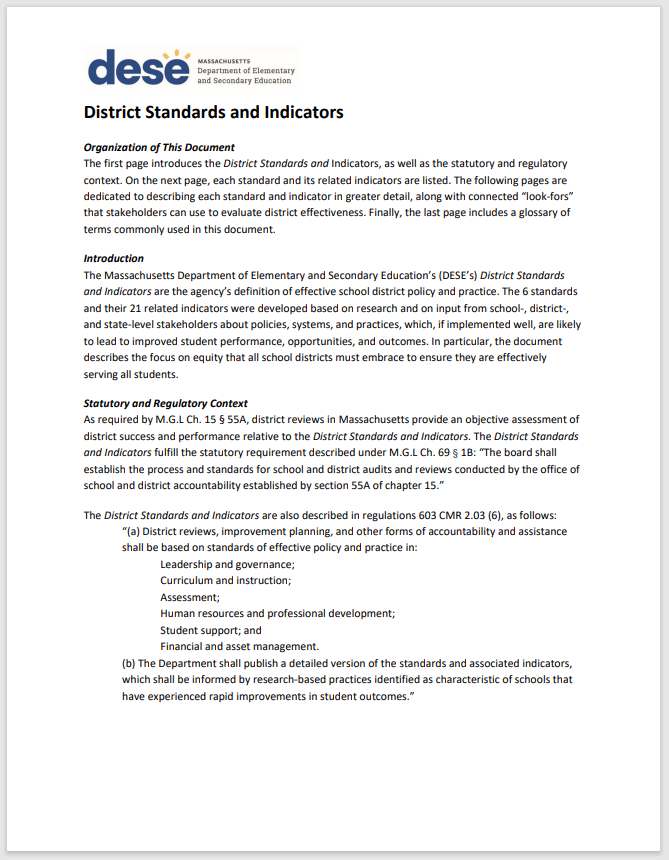 dese
MASSACHUSETTS
Department of Elementary
and Secondary Education
District Standards and Indicators
Organization of This Document
The first page introduces the District Standards and Indicators, as well as the statutory and regulatory
context. On the next page, each standard and its related indicators are listed. The following pages are
dedicated to describing each standard and indicator in greater detail, along with connected “look-fors”
that stakeholders can use to evaluate district effectiveness. Finally, the last page includes a glossary of
terms commonly used in this document.
Introduction
The Massachusetts Department of Elementary and Secondary Education’s (DESE’s) District Standards
and Indicators are the agency’s definition of effective school district policy and practice. The 6 standards
and their 21 related indicators were developed based on research and on input from school-, district-,
and state-level stakeholders about policies, systems, and practices, which, if implemented well, are likely
to lead to improved student performance, opportunities, and outcomes. In particular, the document
describes the focus on equity that all school districts must embrace to ensure they are effectively
serving all students.
Statutory and Regulatory Context
As required by M.G.L Ch. 15 § 55A, district reviews in Massachusetts provide an objective assessment of
district success and performance relative to the District Standards and Indicators. The District Standards
and Indicators fulfill the statutory requirement described under M.G.L Ch. 69 § 1B: “The board shall
establish the process and standards for school and district audits and reviews conducted by the office of
school and district accountability established by section 55A of chapter 15.”
The District Standards and Indicators are also described in regulations 603 CMR 2.03 (6), as follows:
“(a) District reviews, improvement planning, and other forms of accountability and assistance
shall be based on standards of effective policy and practice in:
Leadership and governance;
Curriculum and instruction;
Assessment;
Human resources and professional development;
Student support; and
Financial and asset management.
(b) The Department shall publish a detailed version of the standards and associated indicators,
which shall be informed by research-based practices identified as characteristic of schools that
have experienced rapid improvements in student outcomes.”